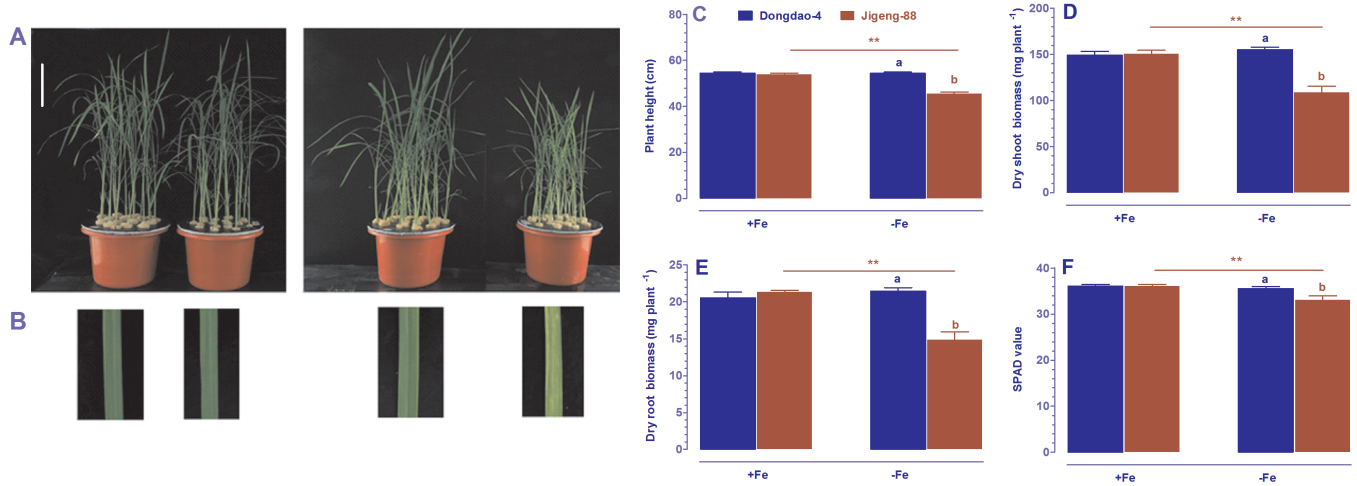 A
B
C
Dongdao-4
Jigeng-88
Plant height (cm)
80
60
40
20
0
**
a
b
+Fe
-Fe
D
Dry shoot biomass (mg plant -1)
200
150
100
50
0
**
a
b
+Fe
-Fe
E
Dry root biomass (mg plant -1)
25
20
15
10
5
0
**
a
b
+Fe
-Fe
F
SPAD value
40
30
20
10
0
**
a
b
+Fe
-Fe